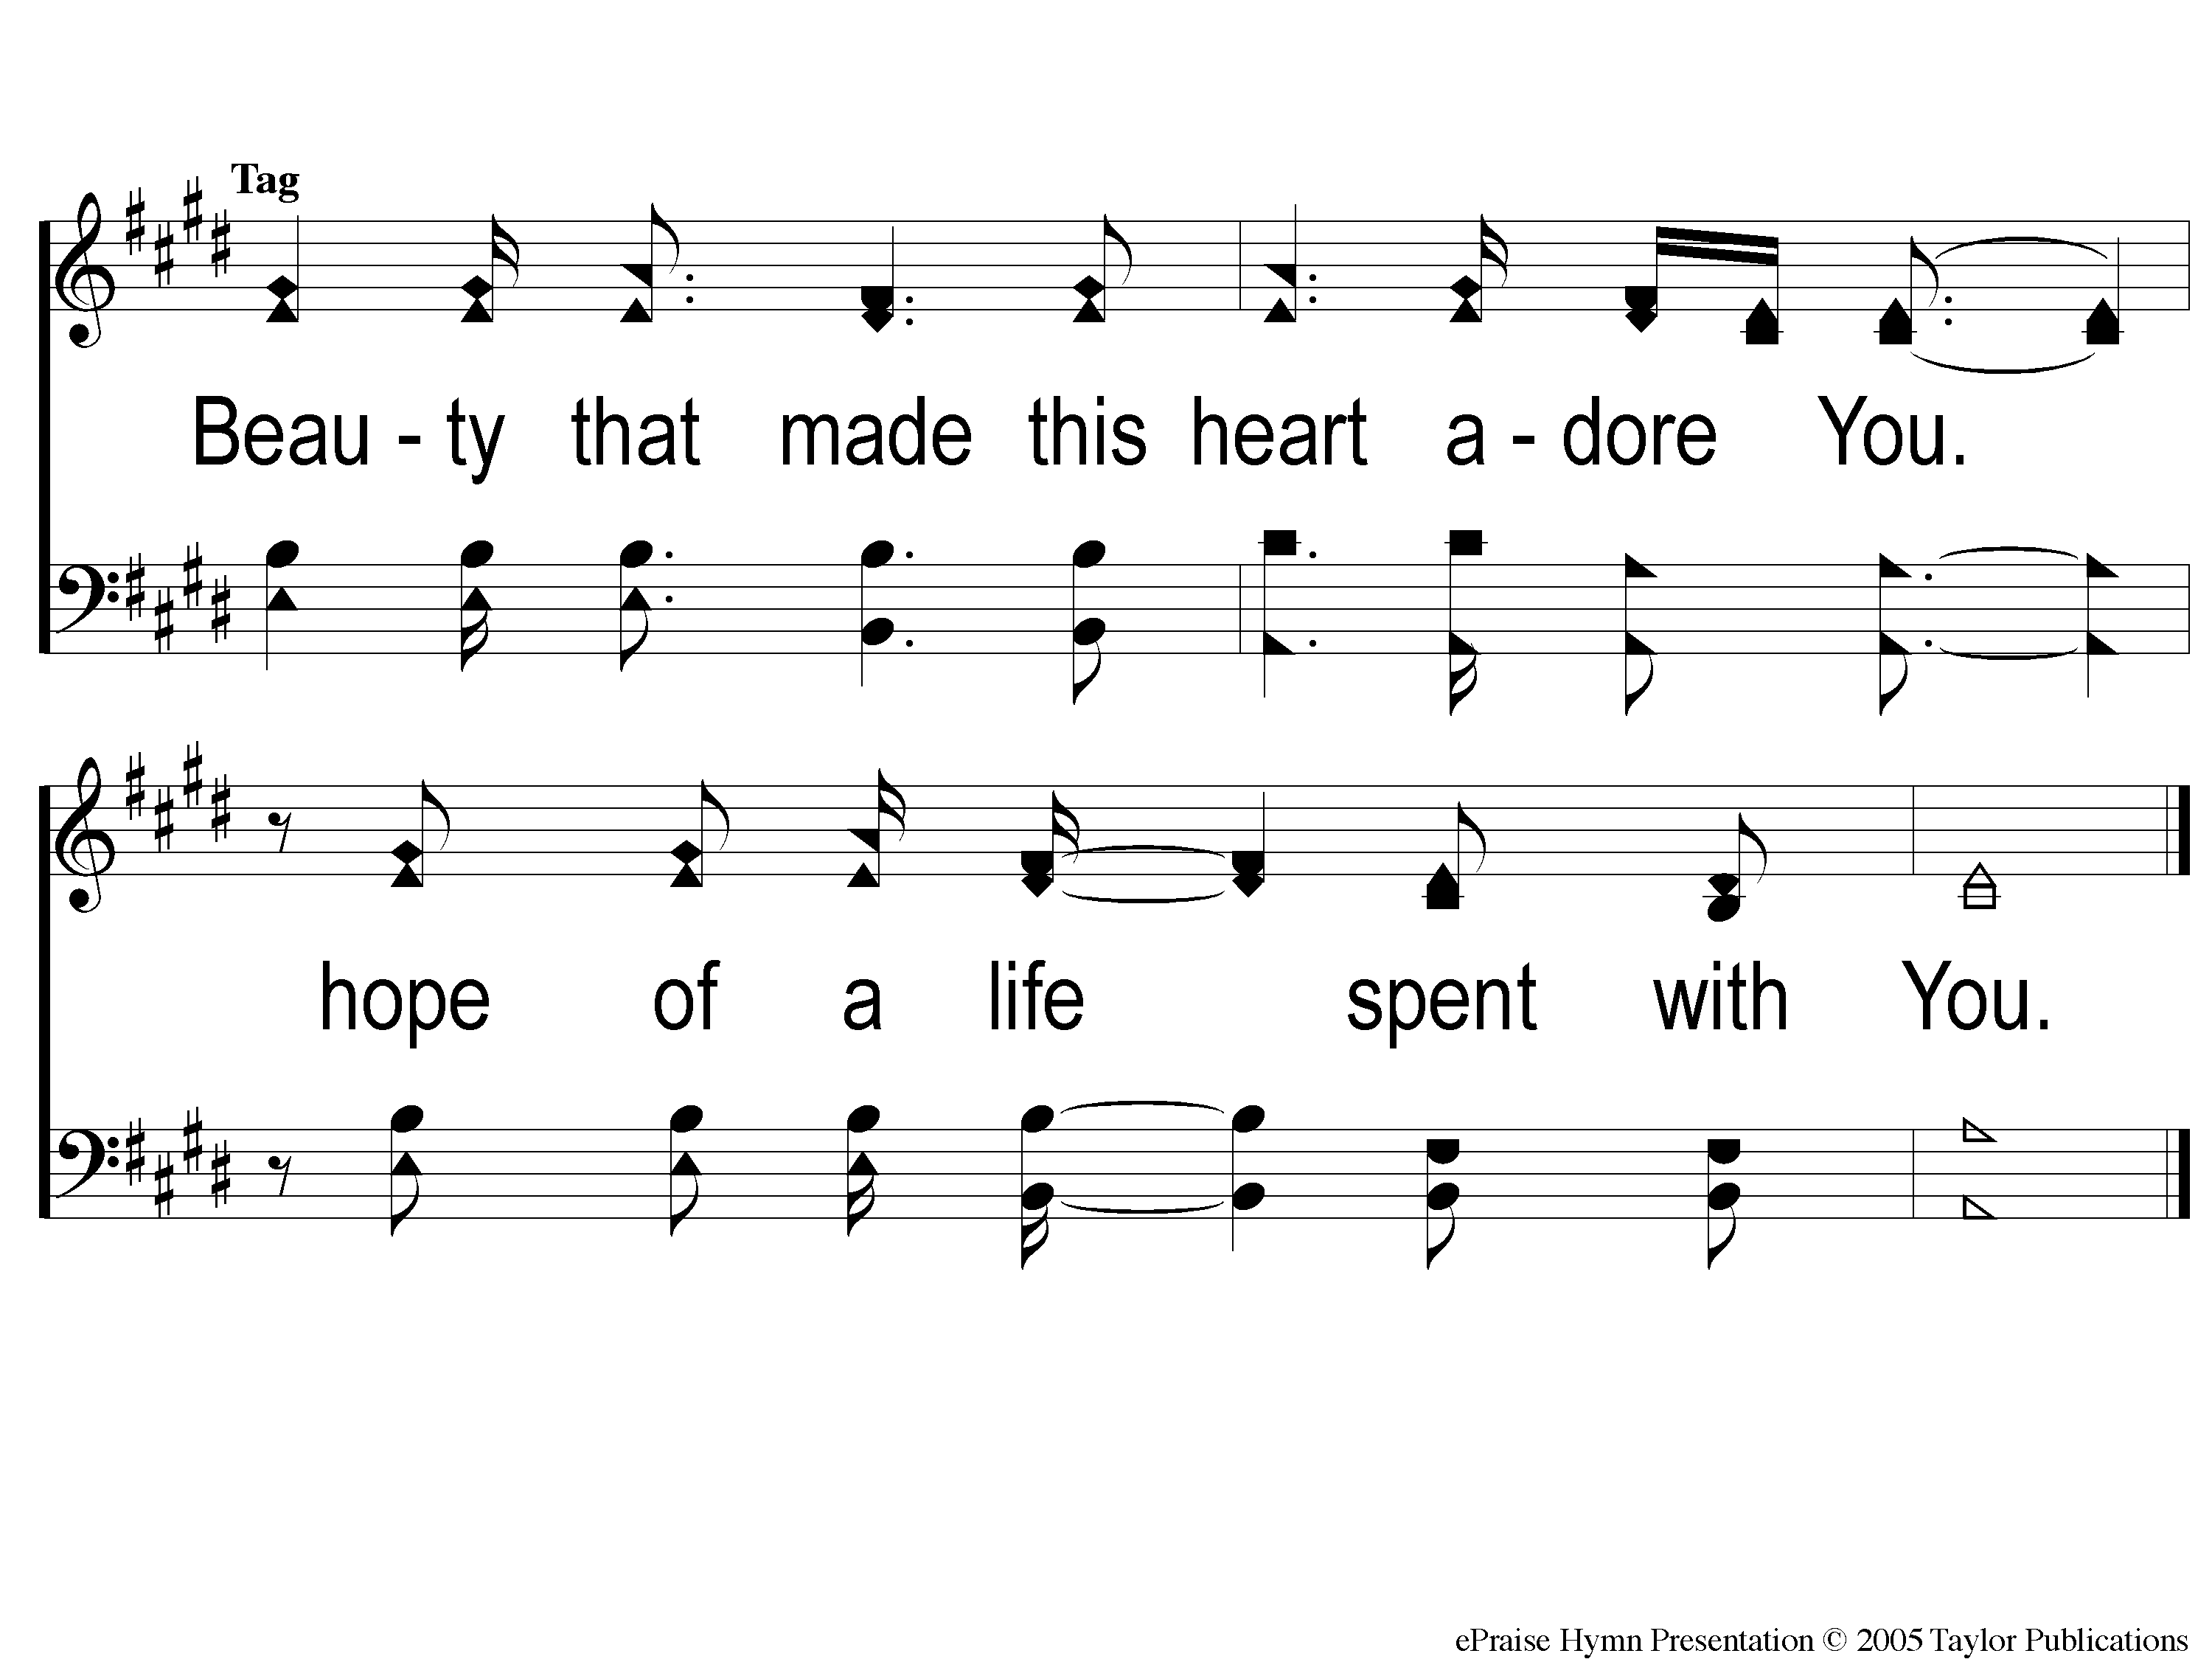 Tag
Beau - ty that made this heart a - dore You.
hope of a life spent with You.
ePraise Hymn Presentation © 2005 Taylor Publications